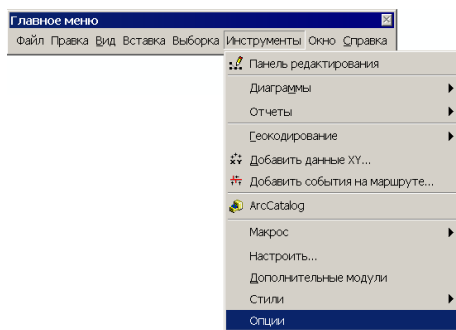 Главное меню
Файл Правка Вид Вставка Выборка Инструменты Окно Справка
Панель редактирования
Диаграммы
Отчеты
Геокодирование
Добавить данные XY...
Добавить события на маршруте...
ArcCatalog
Макрос
Настроить...
Дополнительные модули
Стили
Опции